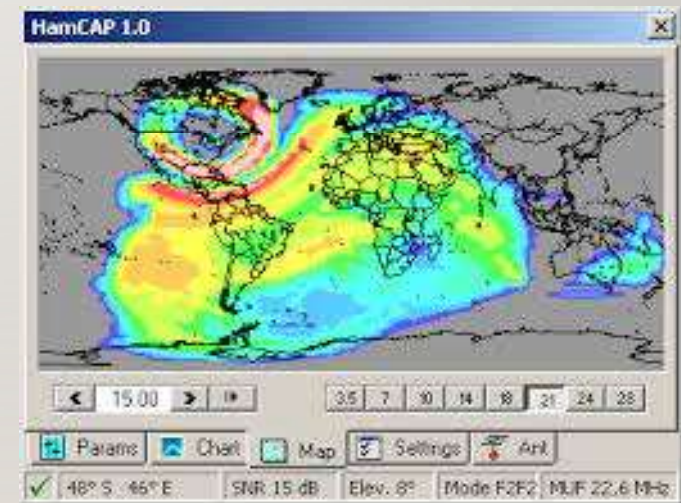 HamCAP 1.0
15:00
3.5 7 10 14 18 21 24 28
Params Chart Map Settings Ant
48° S 46° E SNR 15 dB Elev. 8° Mode F2F2 MUF 22.6 MHz